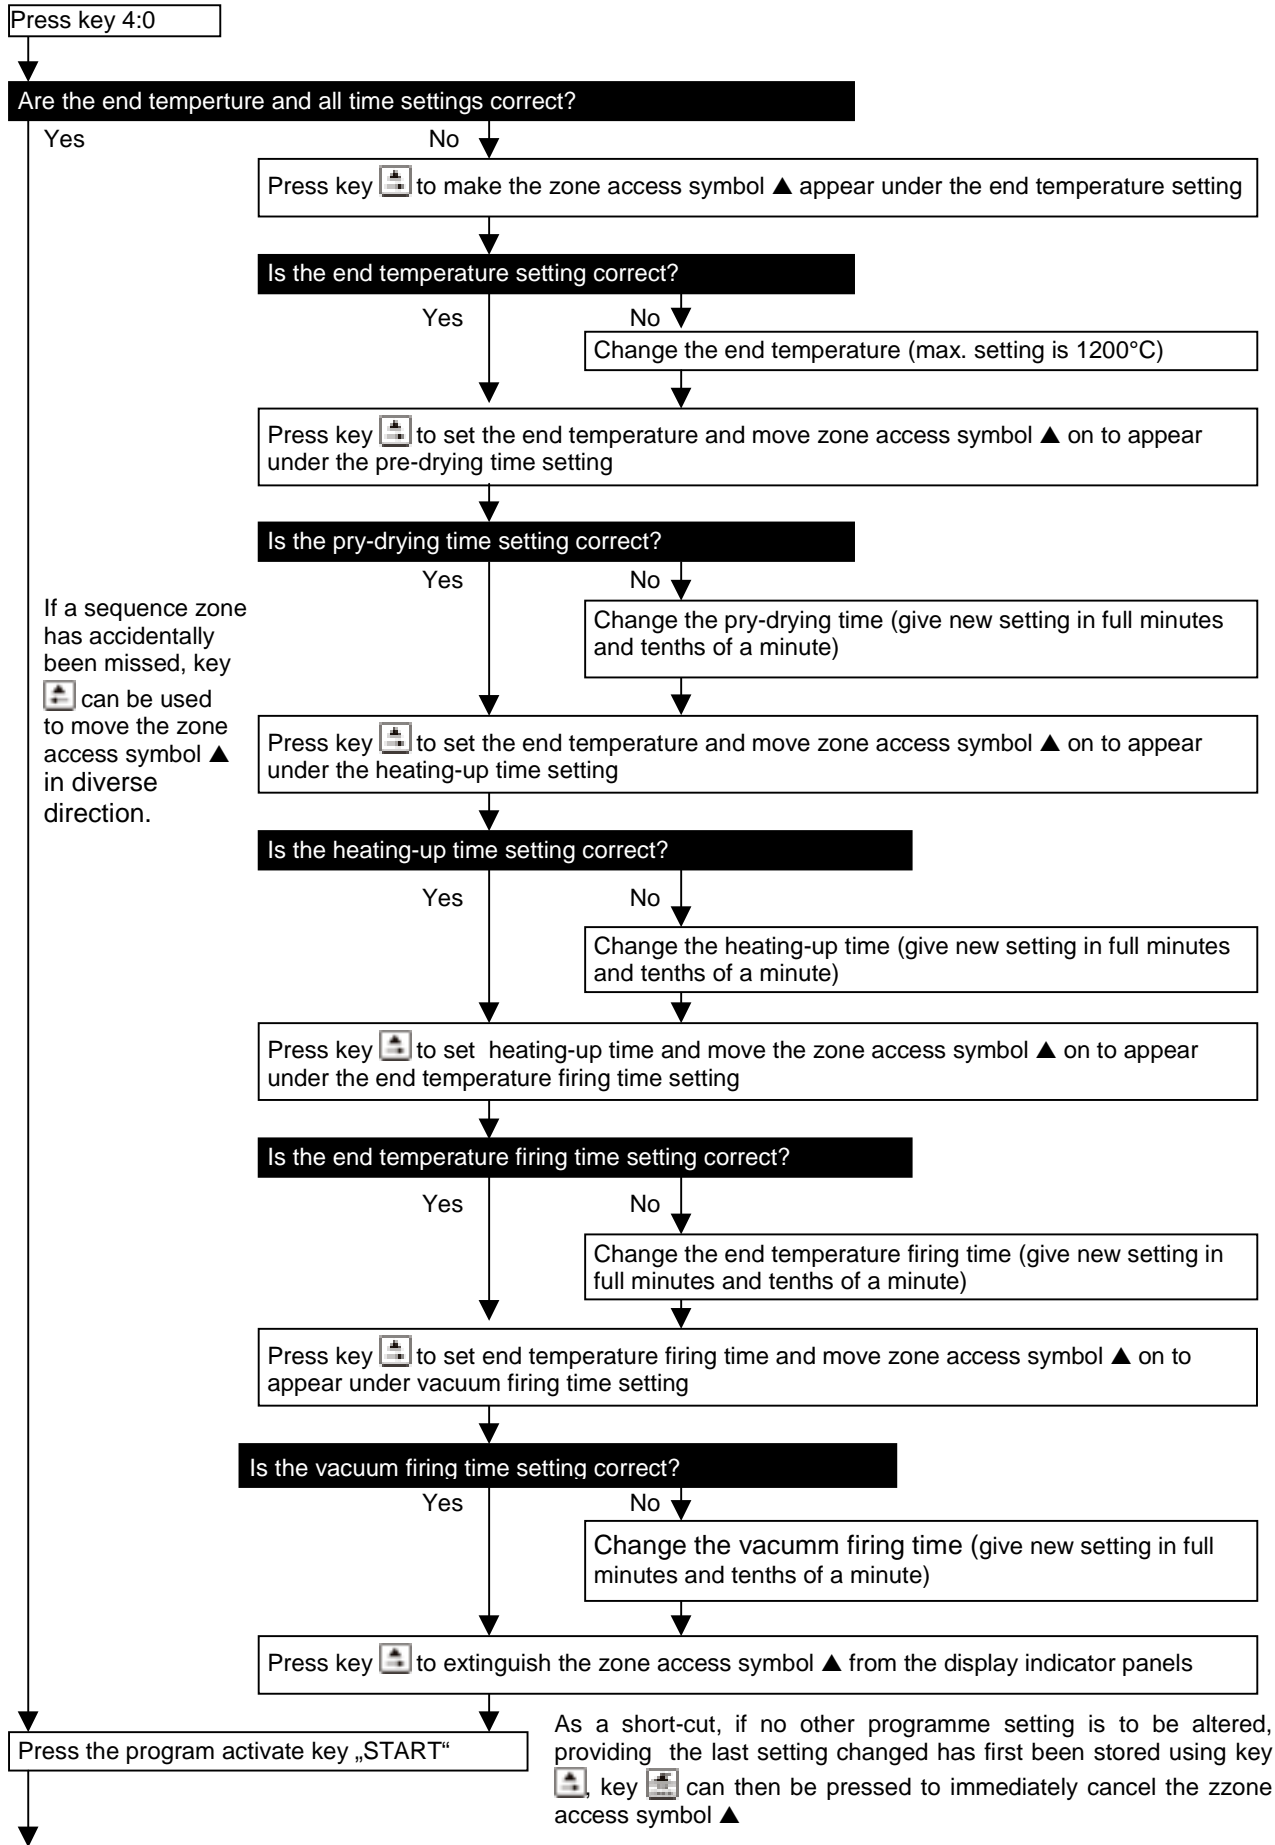 Press key 4:0
Are the end temperture and all time settings correct?
Yes
No
Press key to make the zone access symbol ▲ appear under the end temperature setting
Is the end temperature setting correct?
Yes
No
Change the end temperature (max. setting is 1200°C)
Press key to set the end temperature and move zone access symbol ▲ on to appear
under the pre-drying time setting
Is the pry-drying time setting correct?
Yes
No
Change the pry-drying time (give new setting in full minutes
and tenths of a minute)
If a sequence zone
has accidentally
been missed, key
can be used
to move the zone
access symbol ▲
in diverse
direction.
Press key to set the end temperature and move zone access symbol ▲ on to appear
under the heating-up time setting
Is the heating-up time setting correct?
Yes
No
Change the heating-up time (give new setting in full minutes
and tenths of a minute)
Press key to set heating-up time and move the zone access symbol ▲ on to appear
under the end temperature firing time setting
Is the end temperature firing time setting correct?
Yes
No
Change the end temperature firing time (give new setting in
full minutes and tenths of a minute)
Press key to set end temperature firing time and move zone access symbol ▲ on to
appear under vacuum firing time setting
Is the vacuum firing time setting correct?
Yes
No
Change the vacumm firing time (give new setting in full
minutes and tenths of a minute)
Press key to extinguish the zone access symbol ▲ from the display indicator panels
Press the program activate key „START“
As a short-cut, if no other programme setting is to be altered,
providing the last setting changed has first been stored using key
, key can then be pressed to immediately cancel the zzone
access symbol ▲